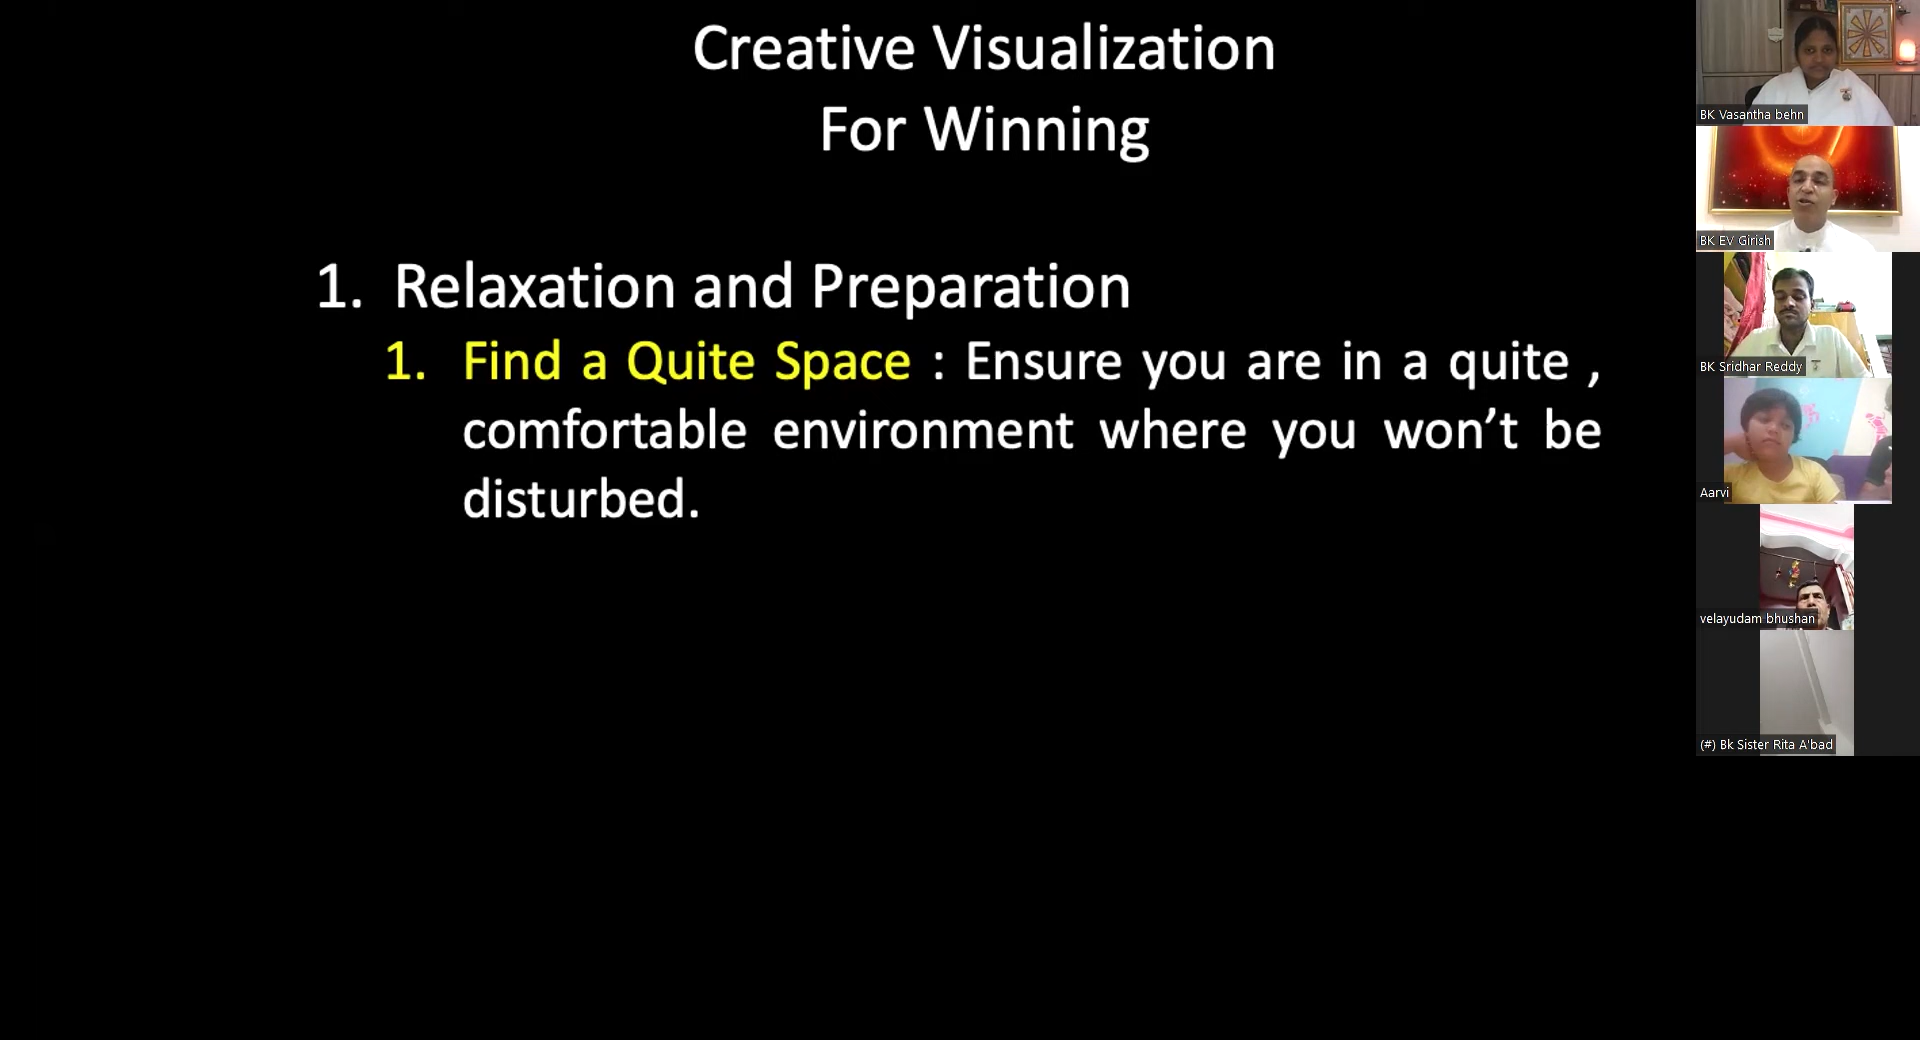 Creative Visualization
For Winning
1. Relaxation and Preparation
1. Find a Quite Space : Ensure you are in a quite ,
comfortable environment where you won’t be
disturbed.
BK Vasantha behn
BK EV Girish
BK Sridhar Reddy
Aarvi
velayudam bhushan
(#) Bk Sister Rita A'bad